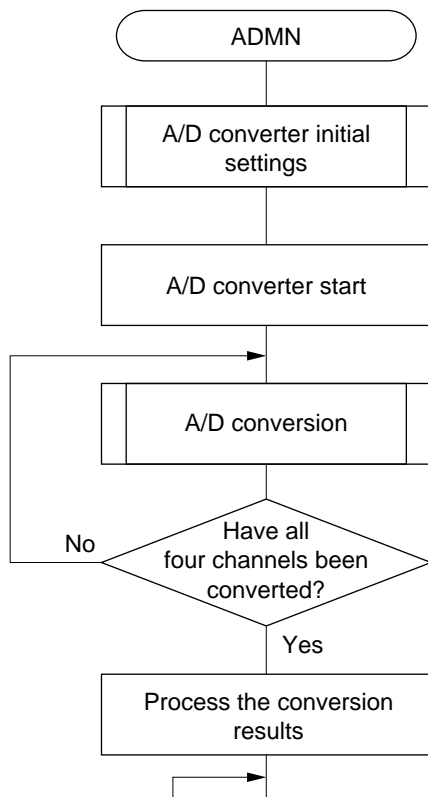 ADMN
A/D converter initial
settings
A/D converter start
A/D conversion
Have all
four channels been
converted?
No
Yes
Process the conversion
results